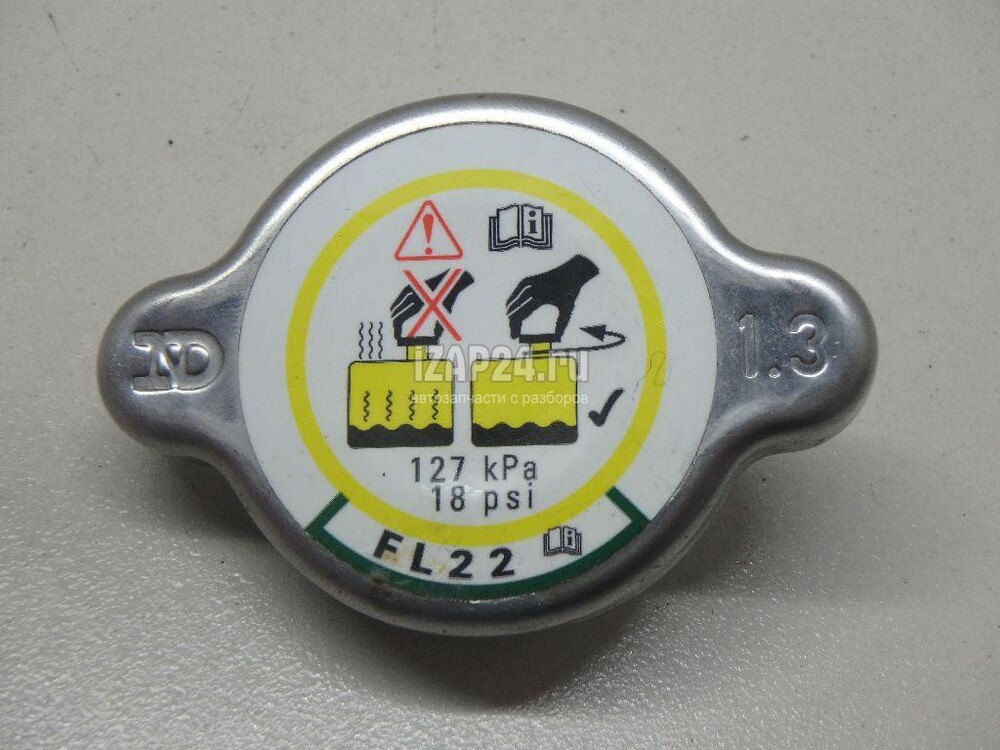 ND
1.3
IZAP24.ru
автозапчасти с разборов
127 kPa
18 psi
FL22